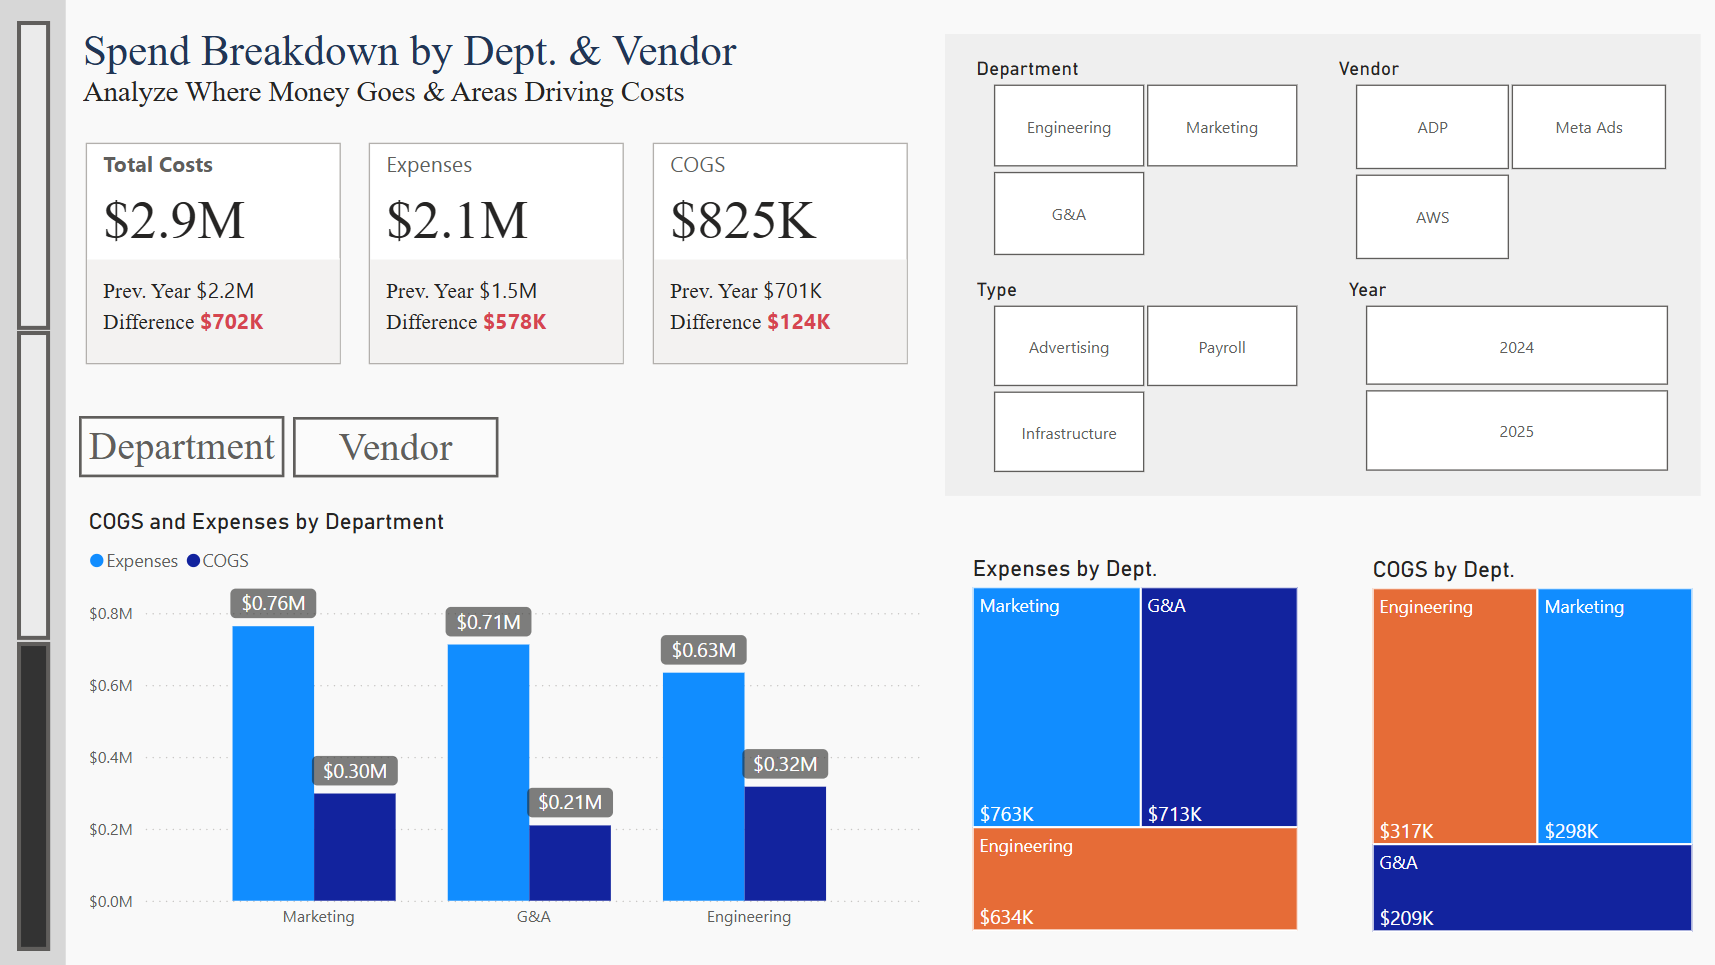 Spend Breakdown by Dept. & Vendor
Analyze Where Money Goes & Areas Driving Costs
Total Costs
$2.9M
Prev. Year $2.2M
Difference $702K
Expenses
$2.1M
Prev. Year $1.5M
Difference $578K
COGS
$825K
Prev. Year $701K
Difference $124K
Department
Engineering
Marketing
G&A
Vendor
ADP
Meta Ads
AWS
Type
Advertising
Payroll
Infrastructure
Year
2024
2025
Department
Vendor
COGS and Expenses by Department
Expenses
COGS
$0.8M
$0.6M
$0.4M
$0.2M
$0.0M
$0.76M
$0.30M
$0.71M
$0.21M
$0.63M
$0.32M
Marketing
G&A
Engineering
Expenses by Dept.
Marketing
$763K
G&A
$713K
Engineering
$634K
COGS by Dept.
Engineering
$317K
Marketing
$298K
G&A
$209K